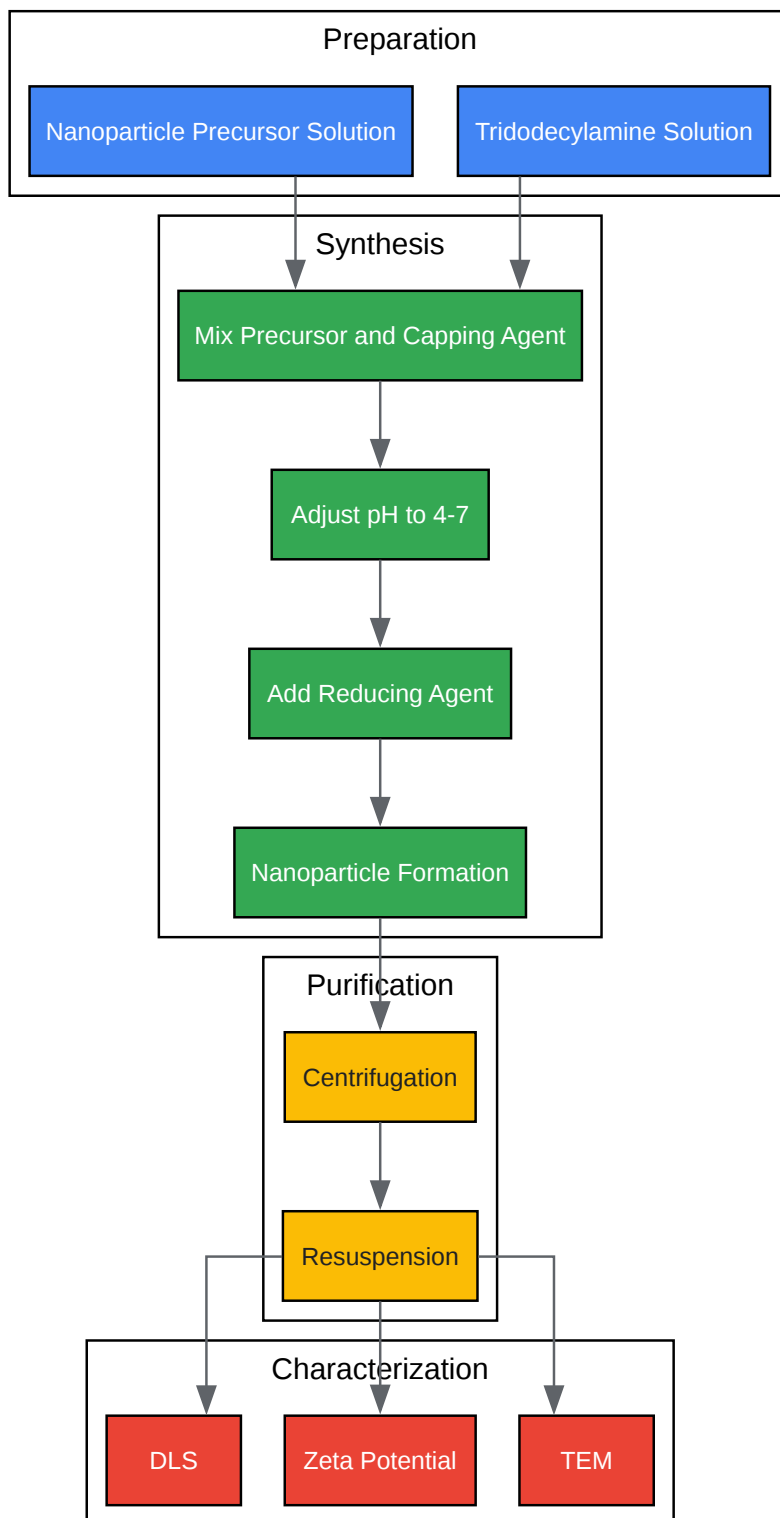 Preparation
Nanoparticle Precursor Solution
Tridodecylamine Solution
Synthesis
Mix Precursor and Capping Agent
Adjust pH to 4-7
Add Reducing Agent
Nanoparticle Formation
Purification
Centrifugation
Resuspension
Characterization
DLS
Zeta Potential
TEM